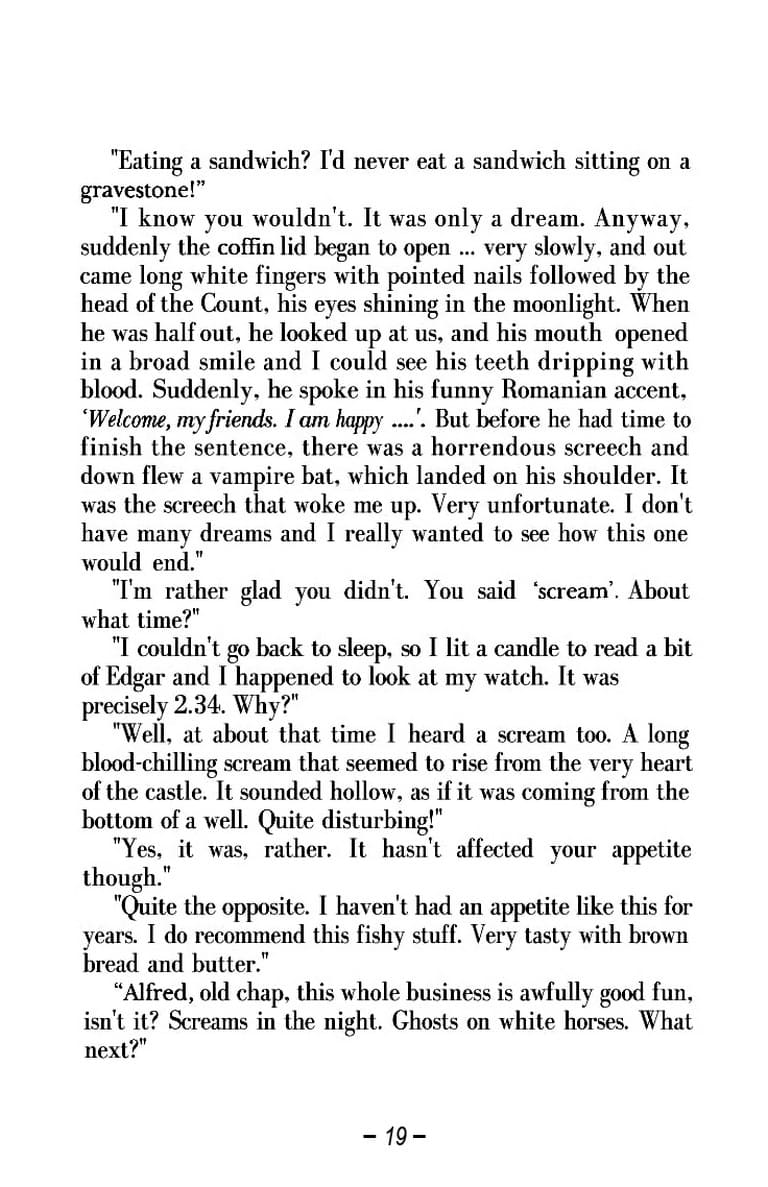 "Eating a sandwich? I'd never eat a sandwich sitting on a
gravestone!”
"I know you wouldn't. It was only a dream. Anyway,
suddenly the coffin lid began to open ... very slowly, and out
came long white fingers with pointed nails followed by the
head of the Count, his eyes shining in the moonlight. When
he was half out, he looked up at us, and his mouth opened
in a broad smile and I could see his teeth dripping with
blood. Suddenly, he spoke in his funny Romanian accent,
‘Welcome, my friends. I am happy ....'. But before he had time to
finish the sentence, there was a horrendous screech and
down flew a vampire bat, which landed on his shoulder. It
was the screech that woke me up. Very unfortunate. I don't
have many dreams and I really wanted to see how this one
would end."
"I'm rather glad you didn't. You said ‘scream’. About
what time?"
"I couldn't go back to sleep, so I lit a candle to read a bit
of Edgar and I happened to look at my watch. It was
precisely 2.34. Why?"
"Well, at about that time I heard a scream too. A long
blood-chilling scream that seemed to rise from the very heart
of the castle. It sounded hollow, as if it was coming from the
bottom of a well. Quite disturbing!"
"Yes, it was, rather. It hasn't affected your appetite
though."
"Quite the opposite. I haven't had an appetite like this for
years. I do recommend this fishy stuff. Very tasty with brown
bread and butter."
“Alfred, old chap, this whole business is awfully good fun,
isn't it? Screams in the night. Ghosts on white horses. What
next?"
– 19 –